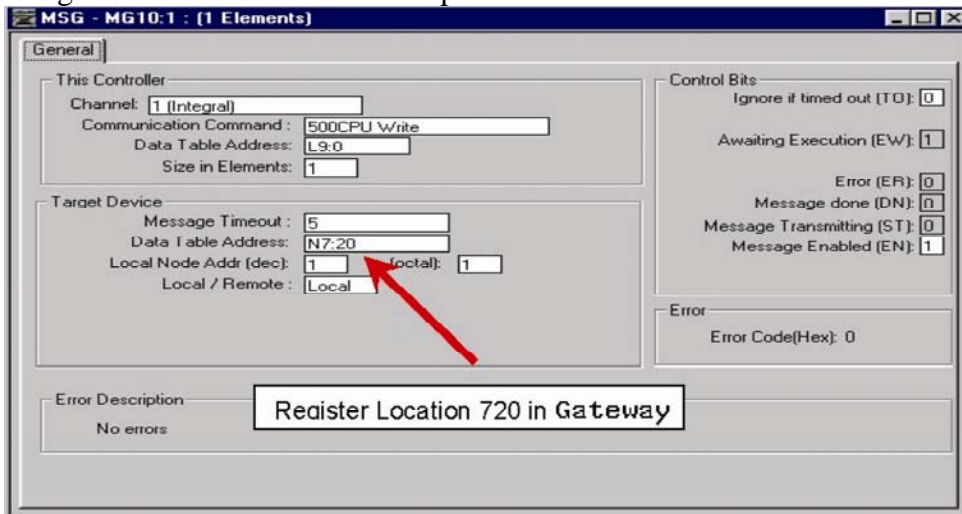 MSG - MG10:1 : (1 Elements)
General
This Controller
Channel: 1 (Integral)
Communication Command : 500CPU Write
Data Table Address: L9:0
Size in Elements: 1
Target Device
Message Timeout : 5
Data Table Address: N7:20
Local Node Addr (dec): 1 (octal): 1
Local / Remote : Local
Control Bits
Ignore if timed out (TO): 0
Awaiting Execution (EW): 1
Error (ER): 0
Message done (DN): 0
Message Transmitting (ST): 0
Message Enabled (EN): 1
Error
Error Code(Hex): 0
Register Location 720 in Gateway
Error Description
No errors